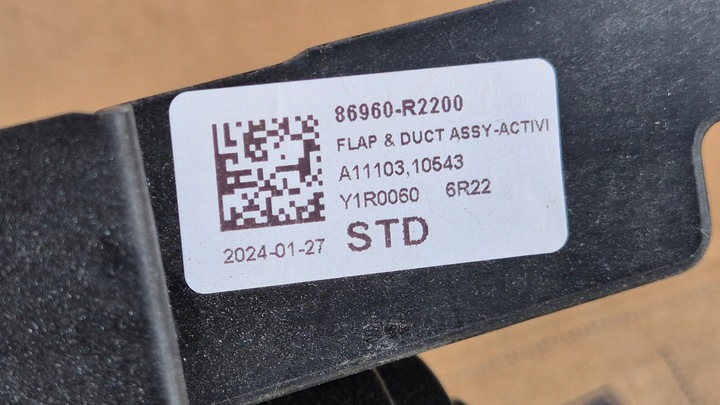 86960-R2200
FLAP & DUCT ASSY-ACTIVI
A11103,10543
Y1R0060 6R22
2024-01-27 STD